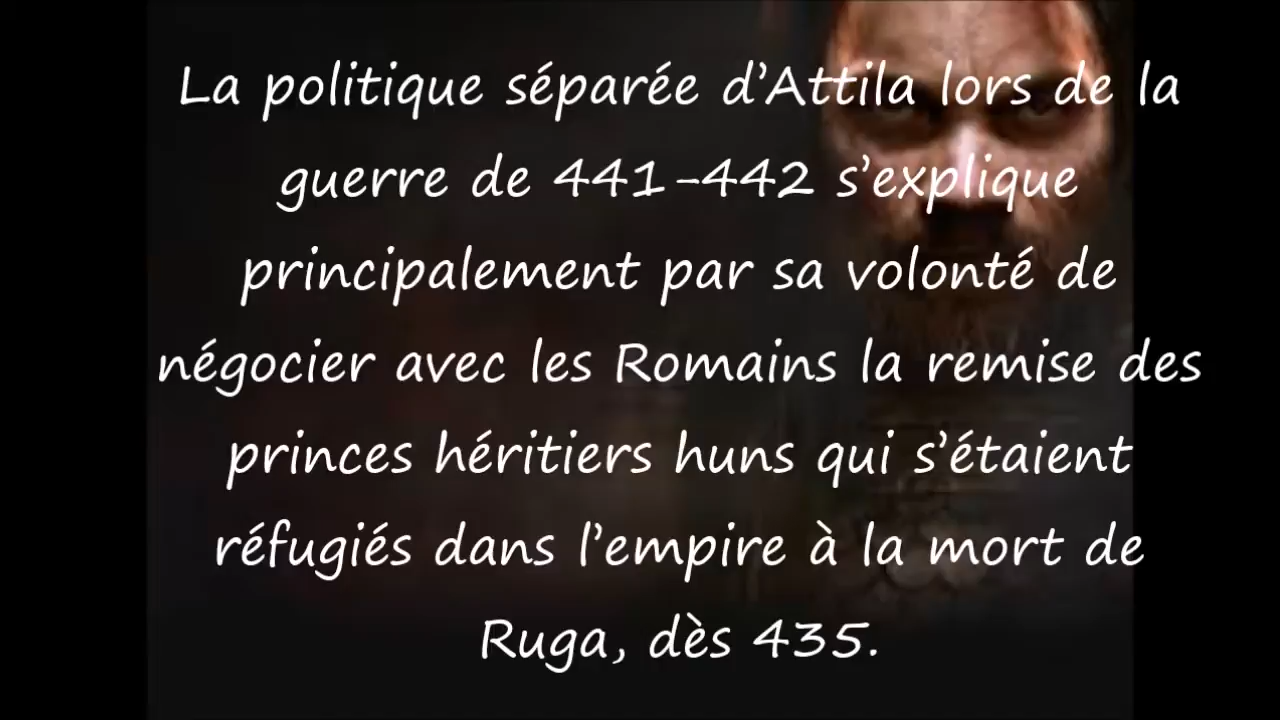 La politique séparée d’Attila lors de la
guerre de 441-442 s’explique
principalement par sa volonté de
négocier avec les Romains la remise des
princes héritiers huns qui s’étaient
réfugiés dans l’empire à la mort de
Ruga, dès 435.